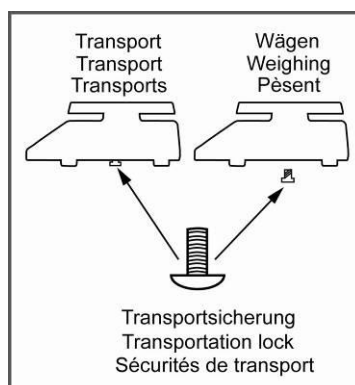 Transport
Transport
Transports
Wägen
Weighing
Pèsent
Transportsicherung
Transportation lock
Sécurités de transport